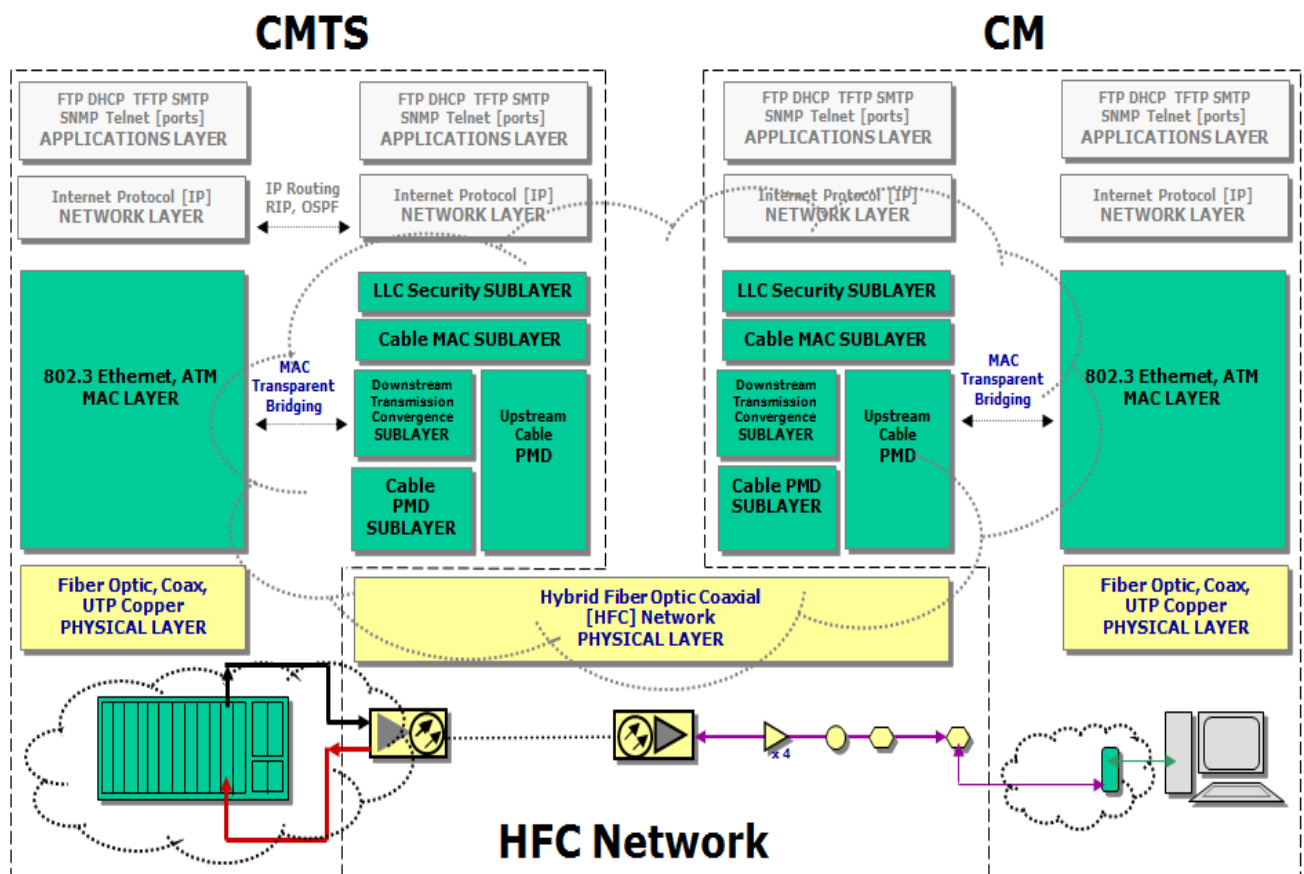 CMTS
CM
FTP DHCP TFTP SMTP
SNMP Telnet [ports]
APPLICATIONS LAYER
FTP DHCP TFTP SMTP
SNMP Telnet [ports]
APPLICATIONS LAYER
FTP DHCP TFTP SMTP
SNMP Telnet [ports]
APPLICATIONS LAYER
FTP DHCP TFTP SMTP
SNMP Telnet [ports]
APPLICATIONS LAYER
Internet Protocol [IP]
NETWORK LAYER
IP Routing
RIP, OSPF
Internet Protocol [IP]
NETWORK LAYER
Internet Protocol [IP]
NETWORK LAYER
Internet Protocol [IP]
NETWORK LAYER
802.3 Ethernet, ATM
MAC LAYER
MAC
Transparent
Bridging
LLC Security SUBLAYER
Cable MAC SUBLAYER
Downstream
Transmission
Convergence
SUBLAYER
Upstream
Cable
PMD
Cable
PMD
SUBLAYER
LLC Security SUBLAYER
Cable MAC SUBLAYER
Downstream
Transmission
Convergence
SUBLAYER
Upstream
Cable
PMD
Cable PMD
SUBLAYER
MAC
Transparent
Bridging
802.3 Ethernet, ATM
MAC LAYER
Fiber Optic, Coax,
UTP Copper
PHYSICAL LAYER
Hybrid Fiber Optic Coaxial
[HFC] Network
PHYSICAL LAYER
Fiber Optic, Coax,
UTP Copper
PHYSICAL LAYER
x 4
HFC Network